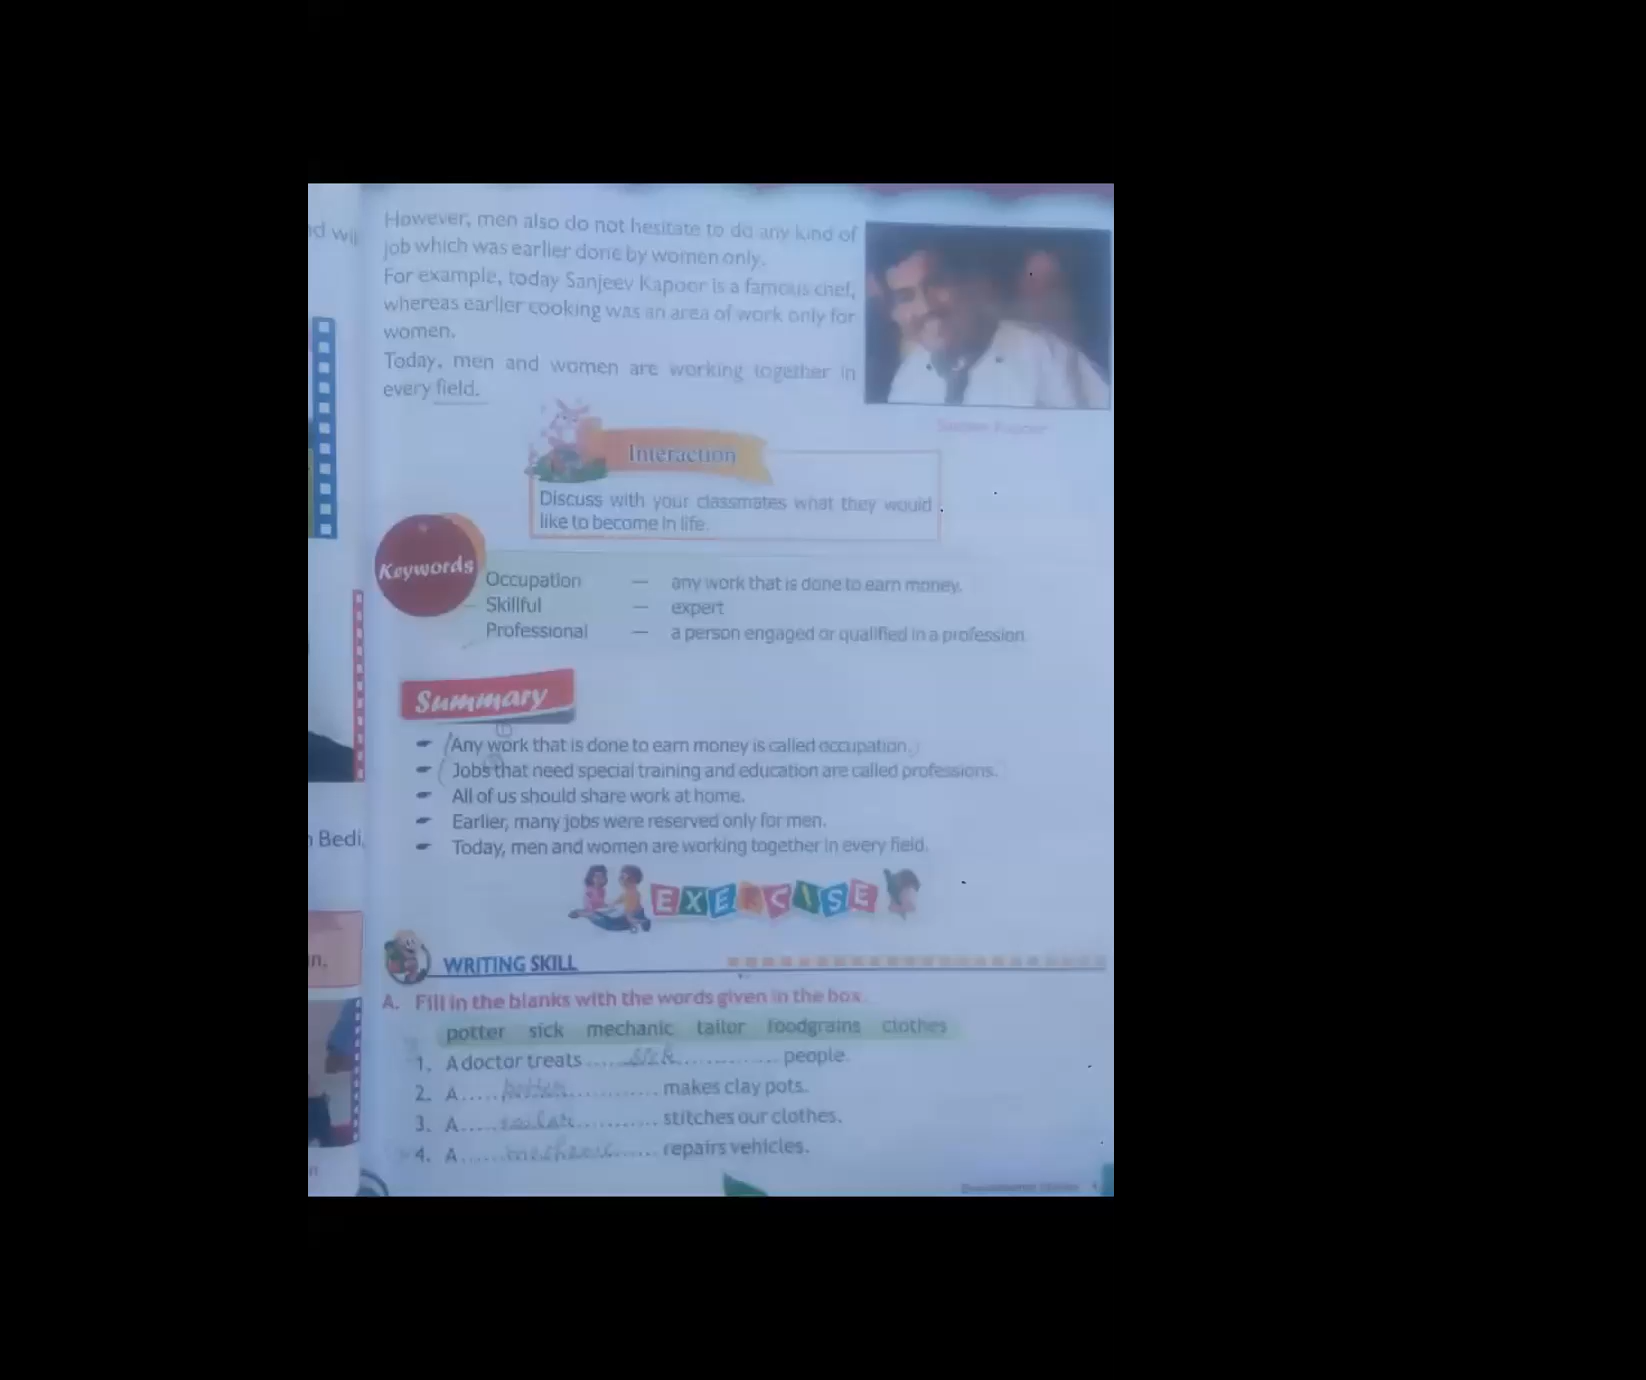 However, men also do not hesitate to do any kind of
job which was earlier done by women only.
For example, today Sanjeev Kapoor is a famous chef,
whereas earlier cooking was an area of work only for
women.
Today, men and women are working together in
every field.
Interaction
Discuss with your classmates what they would
like to become in life.
Keywords
Occupation — any work that is done to earn money.
Skillful — expert
Professional — a person engaged or qualified in a profession
Summary
Any work that is done to earn money is called occupation.
Jobs that need special training and education are called professions.
All of us should share work at home.
Earlier, many jobs were reserved only for men.
Today, men and women are working together in every field.
Bedi,
EXERCISE
WRITING SKILL
A. Fill in the blanks with the words given in the box.
potter sick mechanic tailor foodgrains clothes
1. A doctor treats ......sick............... people.
2. A.....potter............... makes clay pots.
3. A.....tailor............. stitches our clothes.
4. A......mechanic...... repairs vehicles.